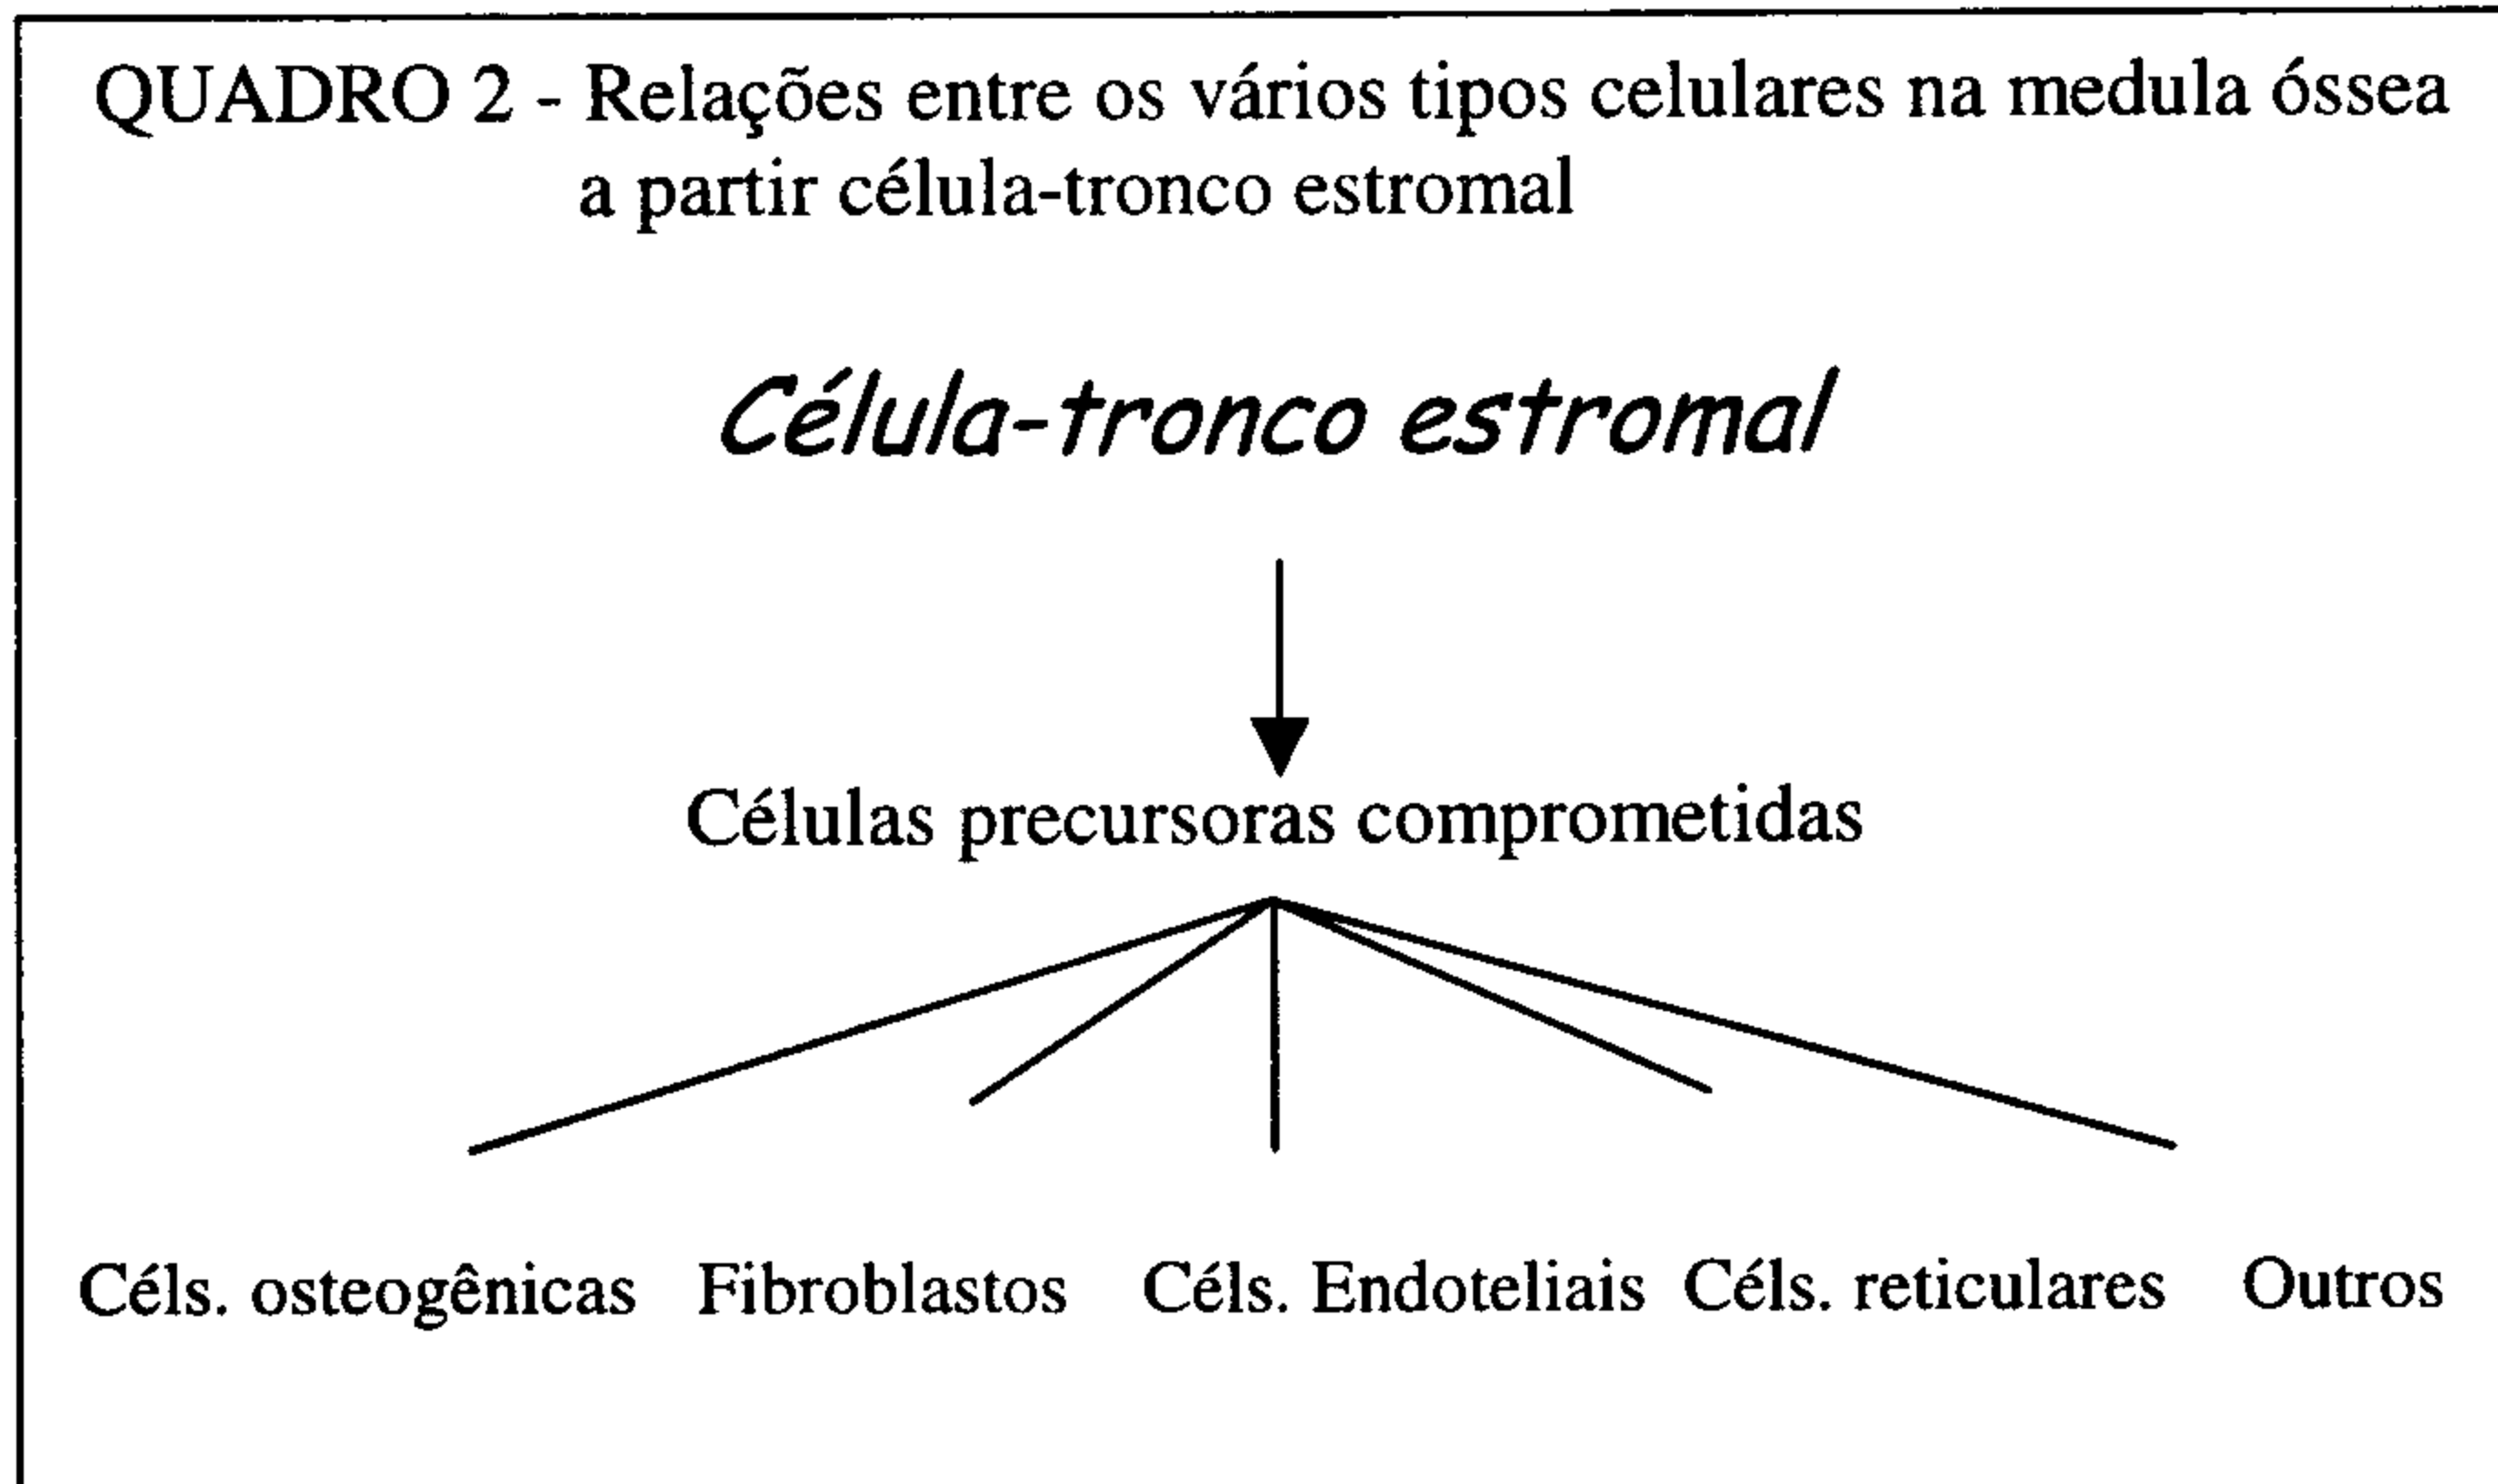 QUADRO 2 - Relações entre os vários tipos celulares na medula óssea
a partir célula-tronco estromal
Célula-tronco estromal
Células precursoras comprometidas
Céls. osteogênicas Fibroblastos Céls. Endoteliais Céls. reticulares Outros